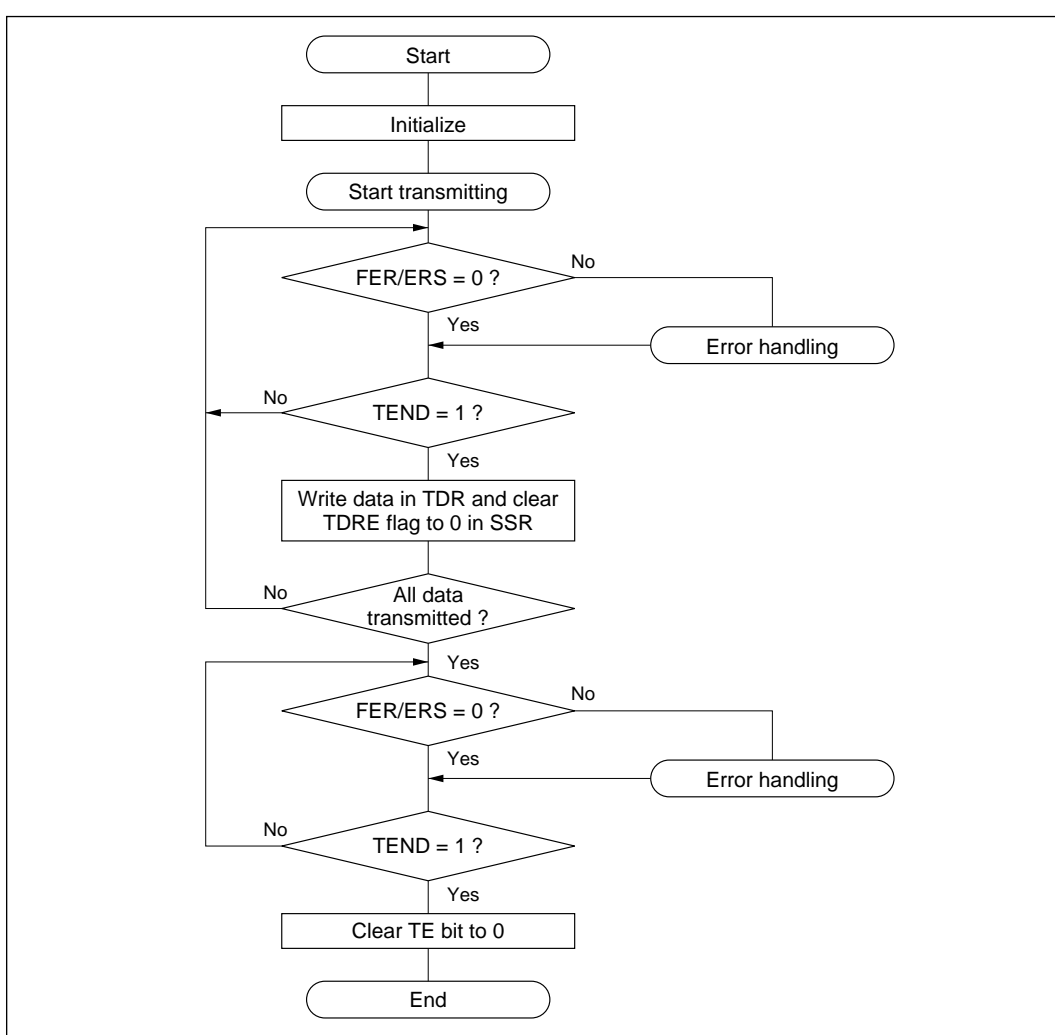 Start
Initialize
Start transmitting
FER/ERS = 0 ?
No
Yes
Error handling
No
TEND = 1 ?
Yes
Write data in TDR and clear
TDRE flag to 0 in SSR
No
All data
transmitted ?
Yes
FER/ERS = 0 ?
No
Yes
Error handling
No
TEND = 1 ?
Yes
Clear TE bit to 0
End